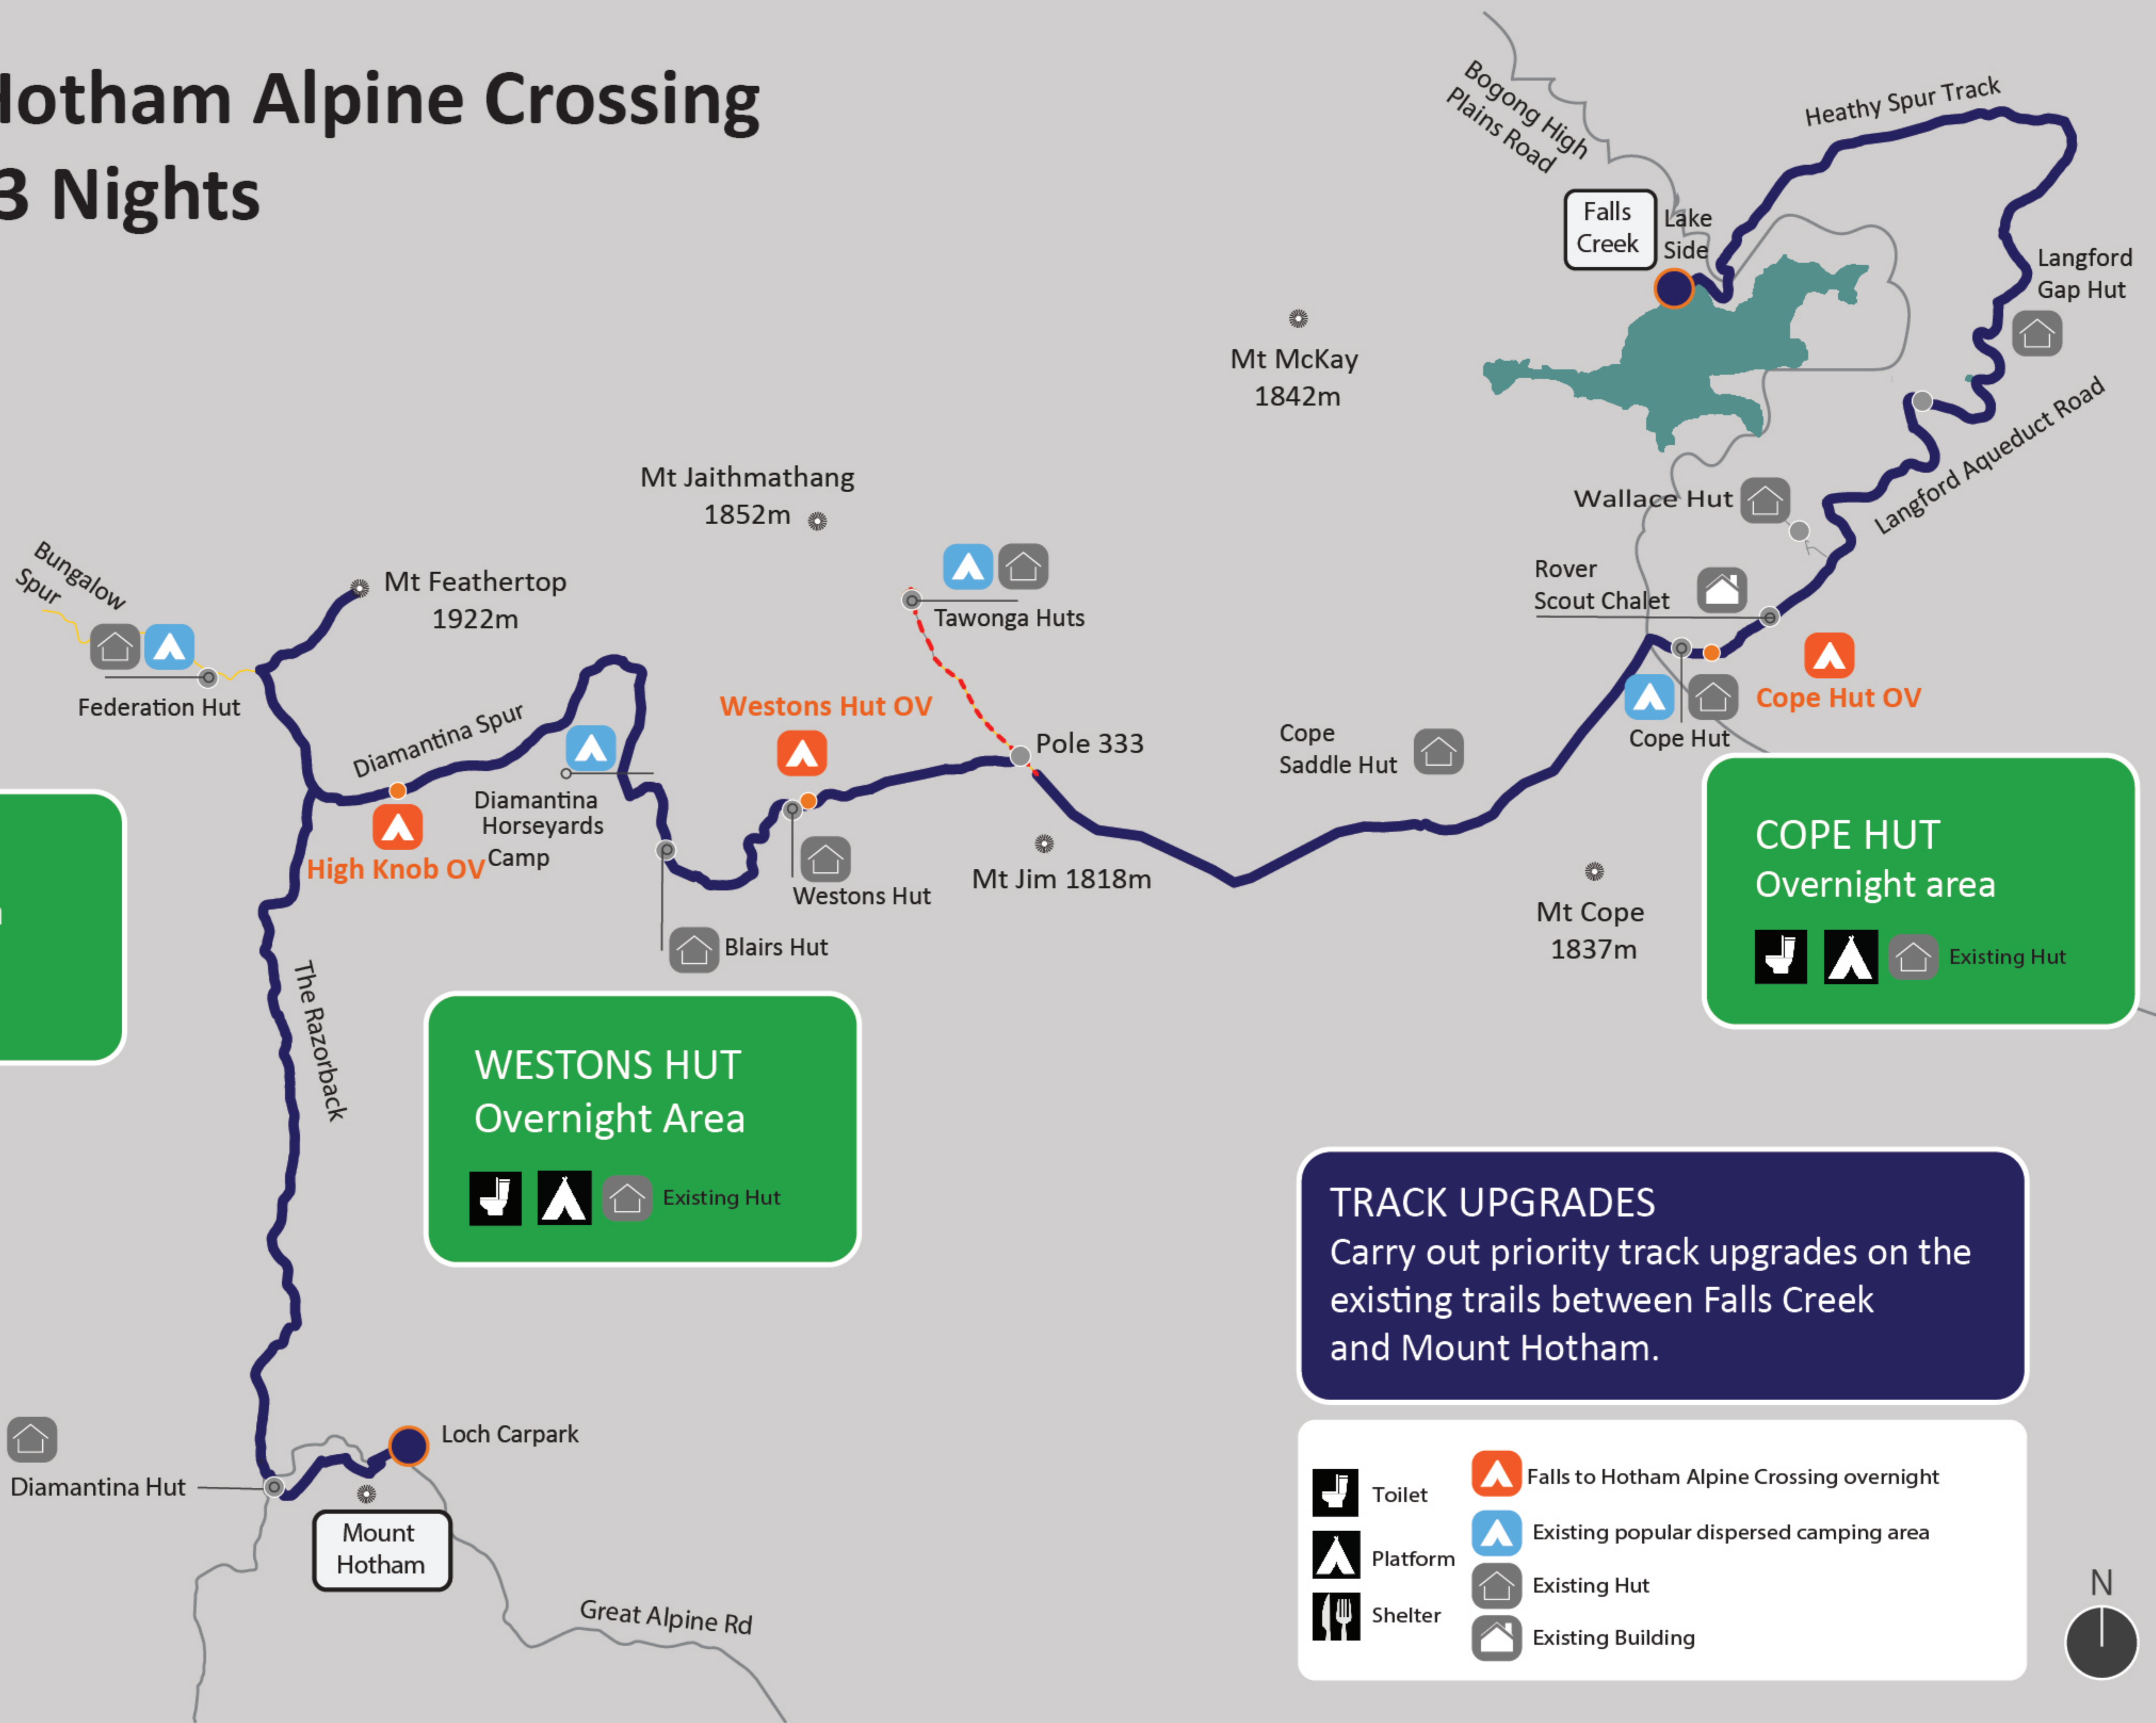 Hotham Alpine Crossing
3 Nights
Bogong High
Plains Road
Heathy Spur Track
Falls
Creek
Lake
Side
Langford
Gap Hut
Mt McKay
1842m
Langford Aqueduct Road
Mt Jaithmathang
1852m
Wallace Hut
Bungalow
Spur
Mt Feathertop
1922m
Tawonga Huts
Rover
Scout Chalet
Federation Hut
Diamantina Spur
Westons Hut OV
Pole 333
Cope
Saddle Hut
Cope Hut OV
Cope Hut
Diamantina
Horseyards
Camp
High Knob OV
Westons Hut
Mt Jim 1818m
Blairs Hut
Mt Cope
1837m
COPE HUT
Overnight area
Existing Hut
The Razorback
WESTONS HUT
Overnight Area
Existing Hut
TRACK UPGRADES
Carry out priority track upgrades on the
existing trails between Falls Creek
and Mount Hotham.
Loch Carpark
Diamantina Hut
Mount
Hotham
Great Alpine Rd
Toilet
Platform
Shelter
Falls to Hotham Alpine Crossing overnight
Existing popular dispersed camping area
Existing Hut
Existing Building
N